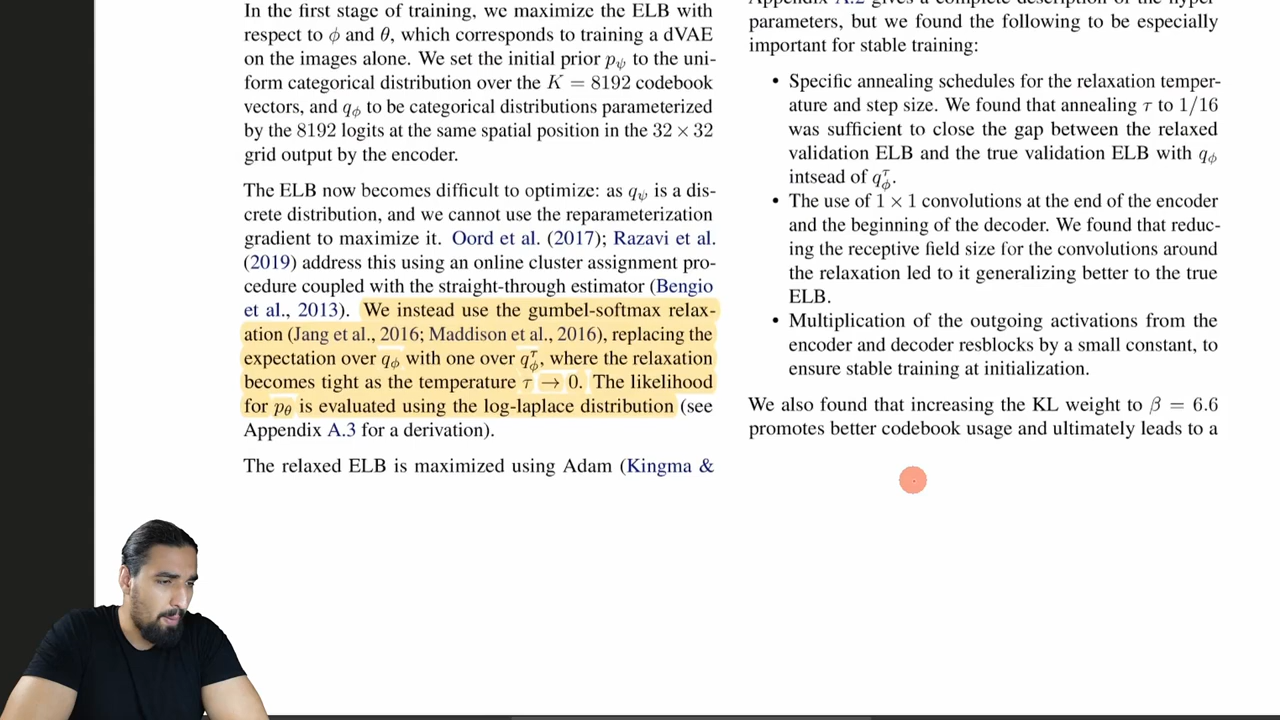 In the first stage of training, we maximize the ELB with
respect to ϕ and θ, which corresponds to training a dVAE
on the images alone. We set the initial prior pψ to the uni-
form categorical distribution over the K = 8192 codebook
vectors, and qϕ to be categorical distributions parameterized
by the 8192 logits at the same spatial position in the 32 × 32
grid output by the encoder.
The ELB now becomes difficult to optimize: as qψ is a dis-
crete distribution, and we cannot use the reparameterization
gradient to maximize it. Oord et al. (2017); Razavi et al.
(2019) address this using an online cluster assignment pro-
cedure coupled with the straight-through estimator (Bengio
et al., 2013). We instead use the gumbel-softmax relax-
ation (Jang et al., 2016; Maddison et al., 2016), replacing the
expectation over qϕ with one over qϕτ, where the relaxation
becomes tight as the temperature τ → 0. The likelihood
for pθ is evaluated using the log-laplace distribution (see
Appendix A.3 for a derivation).
The relaxed ELB is maximized using Adam (Kingma &
Appendix A.2 gives a complete description of the hyper-
parameters, but we found the following to be especially
important for stable training:
• Specific annealing schedules for the relaxation temper-
ature and step size. We found that annealing τ to 1/16
was sufficient to close the gap between the relaxed
validation ELB and the true validation ELB with qϕ
intsead of qϕτ.
• The use of 1 × 1 convolutions at the end of the encoder
and the beginning of the decoder. We found that reduc-
ing the receptive field size for the convolutions around
the relaxation led to it generalizing better to the true
ELB.
• Multiplication of the outgoing activations from the
encoder and decoder resblocks by a small constant, to
ensure stable training at initialization.
We also found that increasing the KL weight to β = 6.6
promotes better codebook usage and ultimately leads to a